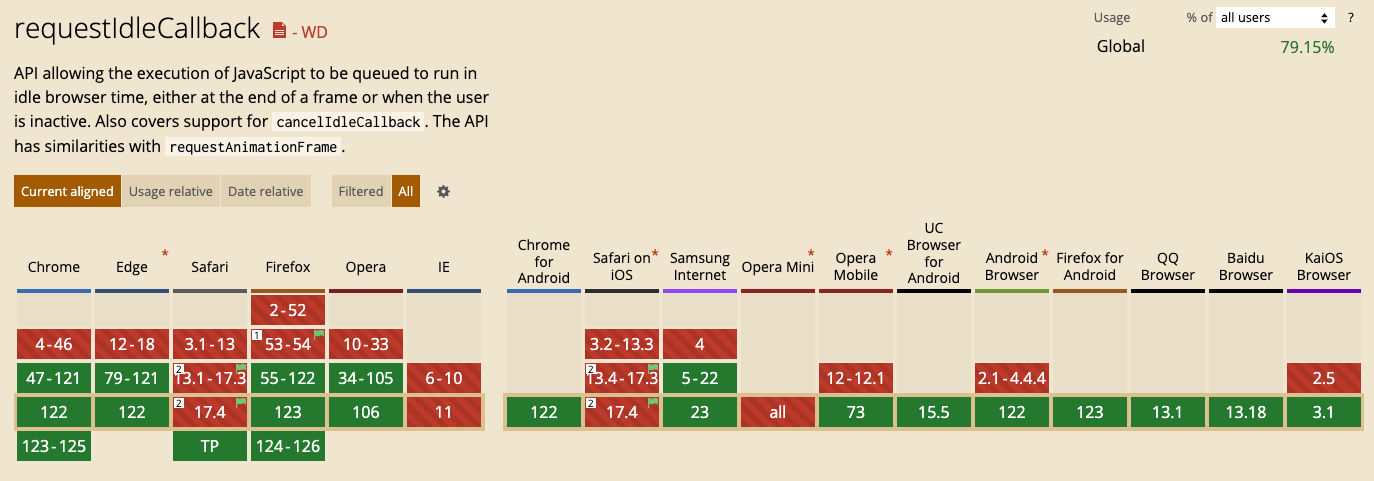 requestIdleCallback - WD
Usage % of all users ?
Global 79.15%
API allowing the execution of JavaScript to be queued to run in
idle browser time, either at the end of a frame or when the user
is inactive. Also covers support for cancelIdleCallback. The API
has similarities with requestAnimationFrame.
Current aligned Usage relative Date relative Filtered All
Chrome
Edge *
Safari
Firefox
Opera
IE
Chrome for Android
Safari on iOS *
Samsung Internet
Opera Mini *
Opera Mobile *
UC Browser for Android
Android Browser *
Firefox for Android
QQ Browser
Baidu Browser
KaiOS Browser
2-52
4-46 12-18 3.1-13 1 53-54 10-33 3.2-13.3 4
47-121 79-121 2 13.1-17.3 55-122 34-105 6-10 2 13.4-17.3 5-22 12-12.1 2.1-4.4.4 2.5
122 122 2 17.4 123 106 11 122 2 17.4 23 all 73 15.5 122 123 13.1 13.18 3.1
123-125 TP 124-126